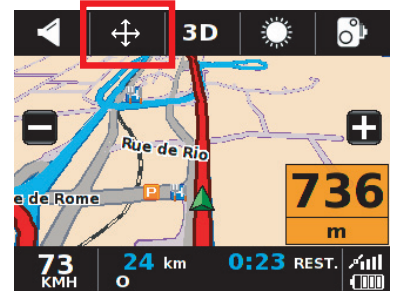 3D
Rue de Rio
e de Rome
P
736
m
73
KMH
24 km
O
0:23 REST.